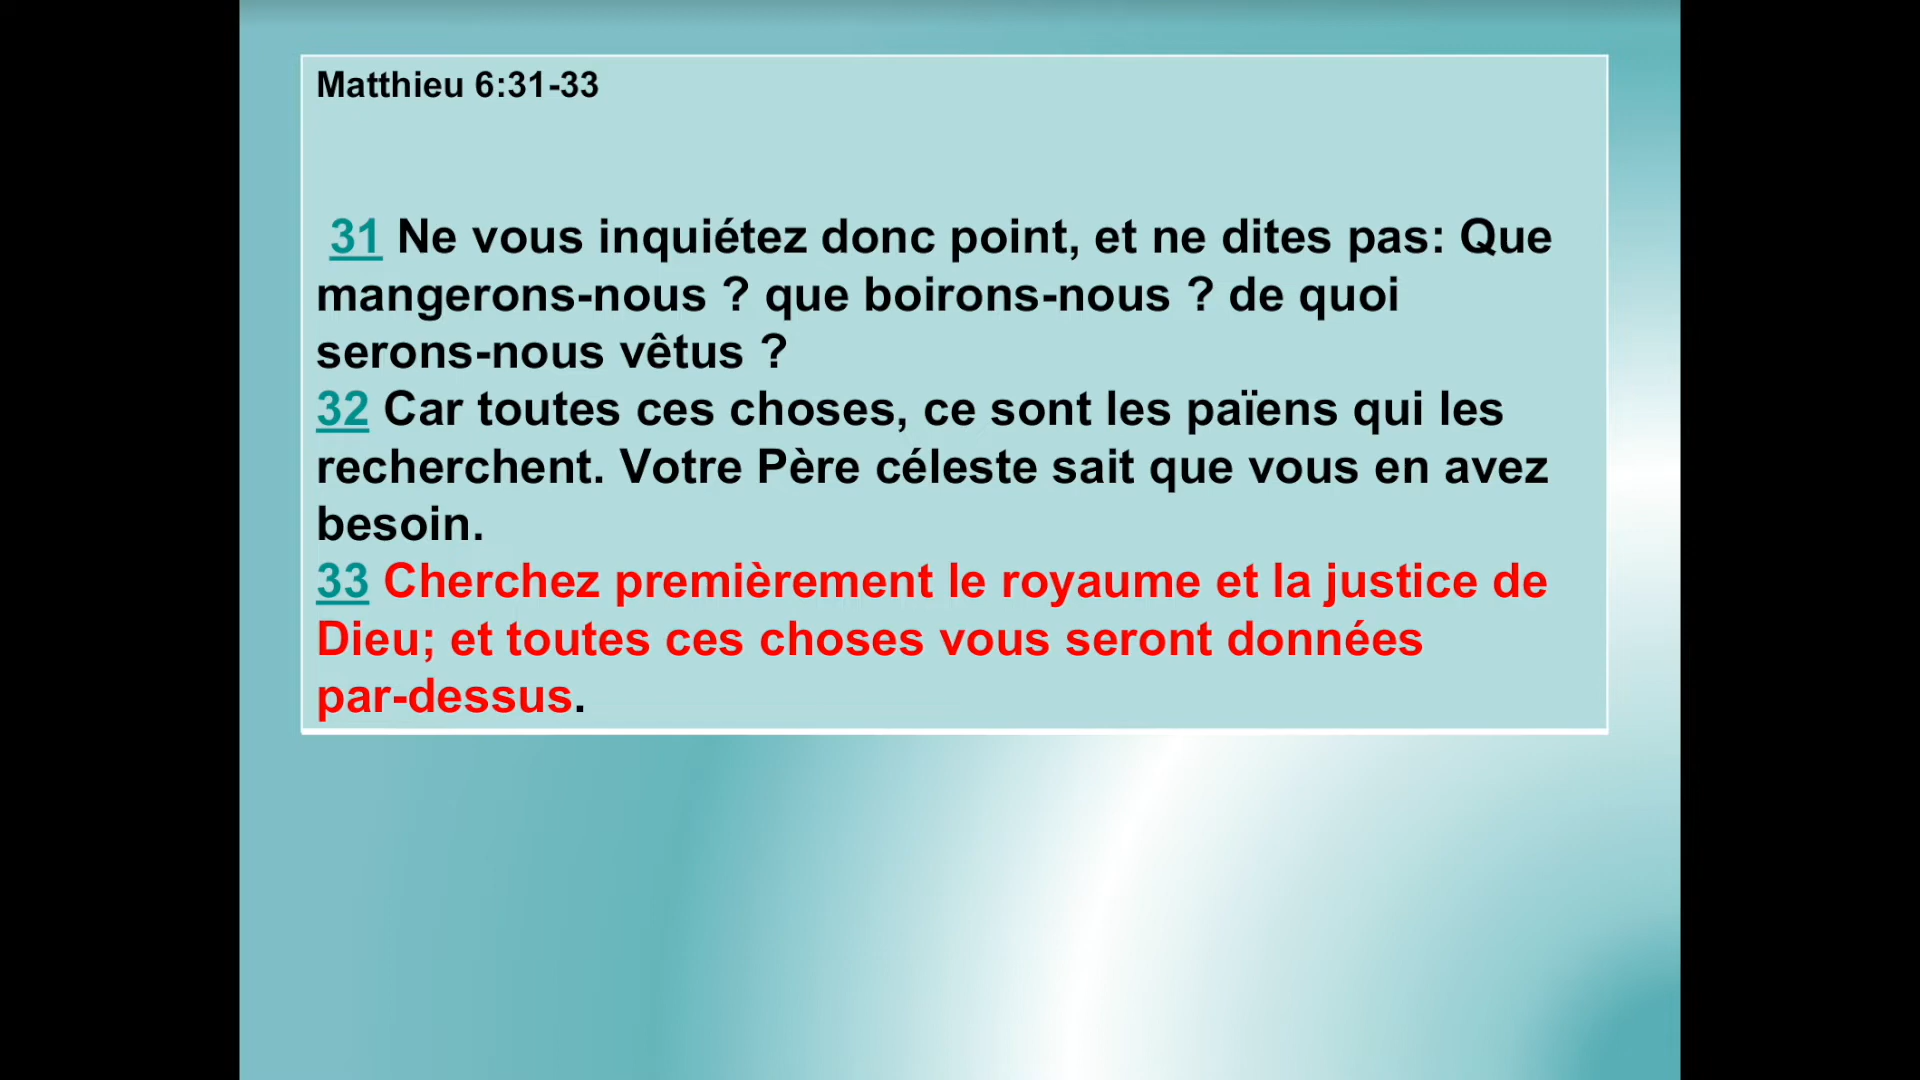 Matthieu 6:31-33
31 Ne vous inquiétez donc point, et ne dites pas: Que
mangerons-nous ? que boirons-nous ? de quoi
serons-nous vêtus ?
32 Car toutes ces choses, ce sont les païens qui les
recherchent. Votre Père céleste sait que vous en avez
besoin.
33 Cherchez premièrement le royaume et la justice de
Dieu; et toutes ces choses vous seront données
par-dessus.